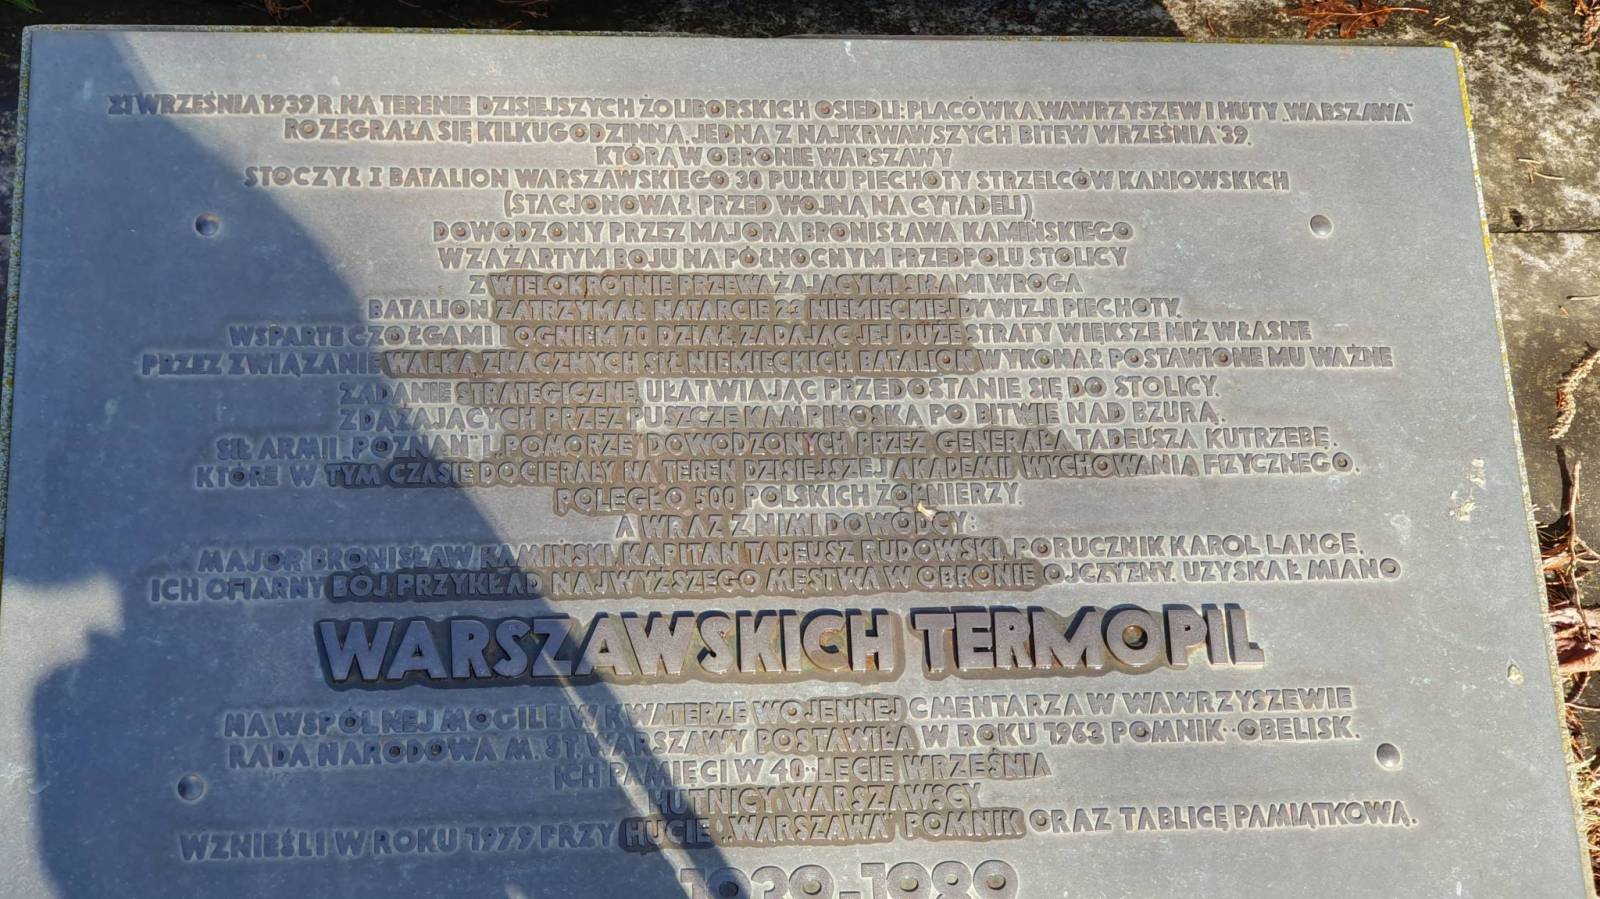 21 WRZEŚNIA 1939 R. NA TERENIE DZISIEJSZYCH ŻOLIBORSKICH OSIEDLI: PLACÓWKA, WAWRZYSZEW I HUTY „WARSZAWA"
ROZEGRAŁA SIĘ KILKUGODZINNA, JEDNA Z NAJKRWAWSZYCH BITEW WRZEŚNIA '39,
KTÓRĄ W OBRONIE WARSZAWY
STOCZYŁ I BATALION WARSZAWSKIEGO 30 PUŁKU PIECHOTY STRZELCÓW KANIOWSKICH
(STACJONOWAŁ PRZED WOJNĄ NA CYTADELI)
DOWODZONY PRZEZ MAJORA BRONISŁAWA KAMIŃSKIEGO
W ZAŻARTYM BOJU NA PÓŁNOCNYM PRZEDPOLU STOLICY
Z WIELOKROTNIE PRZEWAŻAJĄCYMI SIŁAMI WROGA
BATALION ZATRZYMAŁ NATARCIE 23 NIEMIECKIEJ DYWIZJI PIECHOTY,
WSPARTE CZOŁGAMI I OGNIEM 70 DZIAŁ, ZADAJĄC JEJ DUŻE STRATY WIĘKSZE NIŻ WŁASNE
PRZEZ ZWIĄZANIE WALKĄ ZNACZNYCH SIŁ NIEMIECKICH BATALION WYKONAŁ POSTAWIONE MU WAŻNE
ZADANIE STRATEGICZNE, UŁATWIAJĄC PRZEDOSTANIE SIĘ DO STOLICY,
ZDĄŻAJĄCYCH PRZEZ PUSZCZĘ KAMPINOSKĄ PO BITWIE NAD BZURĄ,
SIŁ ARMII „POZNAŃ" I „POMORZE" DOWODZONYCH PRZEZ GENERAŁA TADEUSZA KUTRZEBĘ,
KTÓRE W TYM CZASIE DOCIERAŁY NA TEREN DZISIEJSZEJ AKADEMII WYCHOWANIA FIZYCZNEGO.
POLEGŁO 500 POLSKICH ŻOŁNIERZY,
A WRAZ Z NIMI DOWÓDCY:
MAJOR BRONISŁAW KAMIŃSKI, KAPITAN TADEUSZ RUDOWSKI, PORUCZNIK KAROL LANGE.
ICH OFIARNY BÓJ, PRZYKŁAD NAJWYŻSZEGO MĘSTWA W OBRONIE OJCZYZNY, UZYSKAŁ MIANO
WARSZAWSKICH TERMOPIL
NA WSPÓLNEJ MOGILE W KWATERZE WOJENNEJ CMENTARZA W WAWRZYSZEWIE
RADA NARODOWA M. ST. WARSZAWY POSTAWIŁA W ROKU 1963 POMNIK-OBELISK.
ICH PAMIĘCI W 40-LECIE WRZEŚNIA
HUTNICY WARSZAWSCY
WZNIEŚLI W ROKU 1979 PRZY HUCIE „WARSZAWA" POMNIK ORAZ TABLICĘ PAMIĄTKOWĄ.
1939-1989